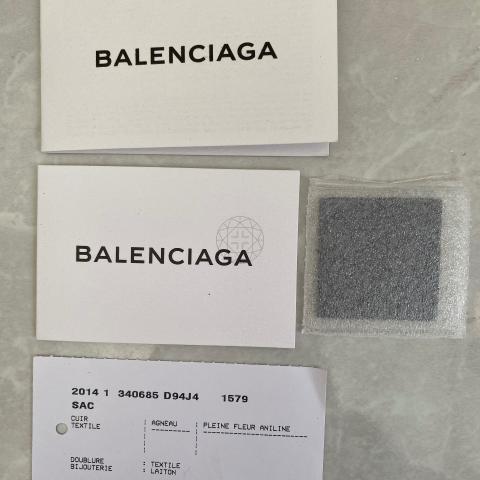 BALENCIAGA
BALENCIAGA
2014 1 340685 D94J4 1579
SAC
CUIR : AGNEAU : PLEINE FLEUR ANILINE
TEXTILE
DOUBLURE : TEXTILE
BIJOUTERIE : LAITON